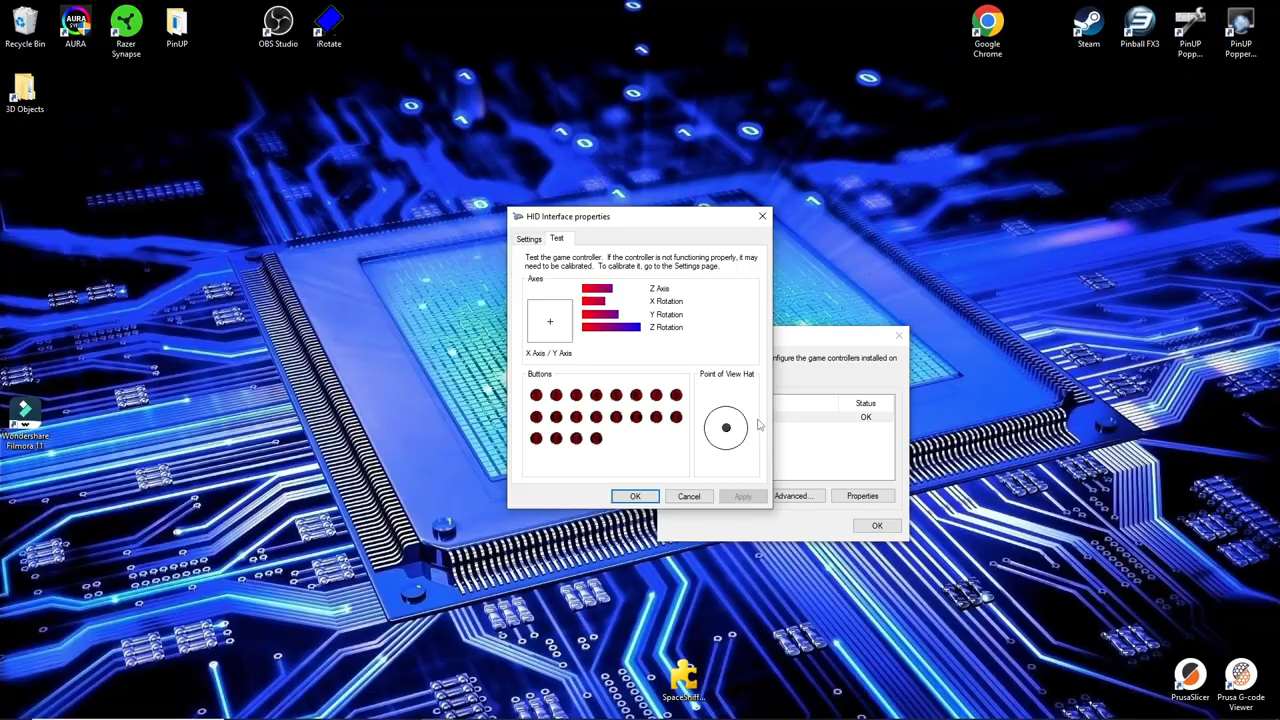 Recycle Bin
AURA
Razer
Synapse
PinUP
OBS Studio
iRotate
Google
Chrome
Steam
Pinball FX3
PinUP
Popp...
PinUP
Popper...
3D Objects
Wondershare
Filmora 11
HID Interface properties
Settings
Test
Test the game controller. If the controller is not functioning properly, it may
need to be calibrated. To calibrate it, go to the Settings page.
Axes
Z Axis
X Rotation
Y Rotation
Z Rotation
X Axis / Y Axis
Buttons
Point of View Hat
OK
Cancel
Apply
nfigure the game controllers installed on
Status
OK
Advanced...
Properties
OK
SpaceSniff...
PrusaSlicer
Prusa G-code
Viewer